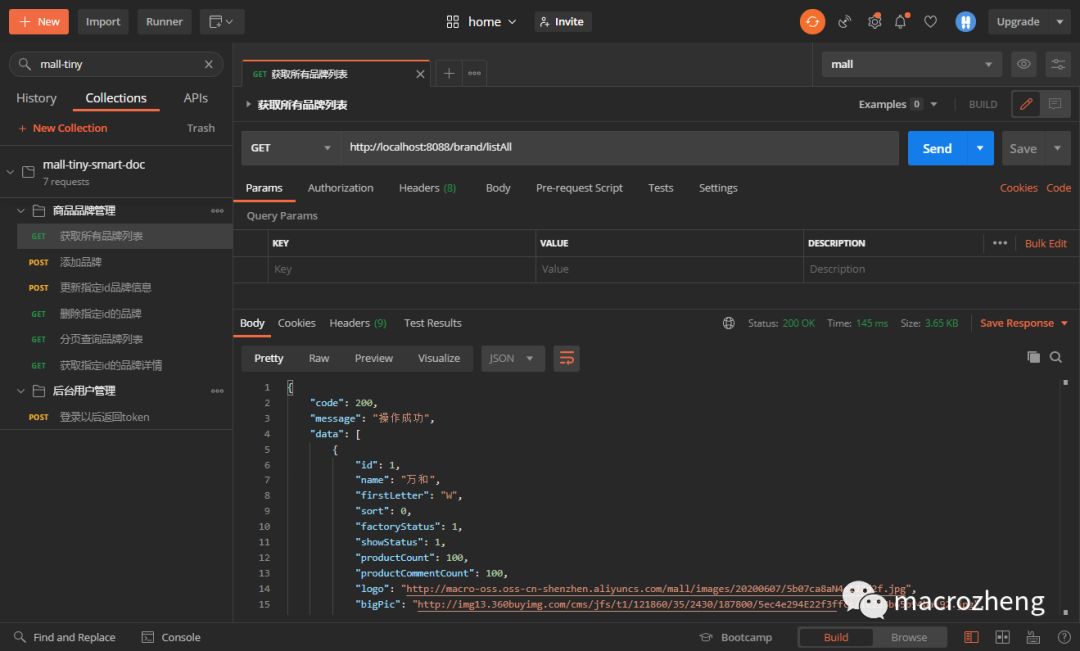 New Import Runner home Invite Upgrade
mall-tiny
GET 获取所有品牌列表
mall
History Collections APIs
获取所有品牌列表 Examples 0 BUILD
New Collection Trash
GET http://localhost:8088/brand/listAll Send Save
mall-tiny-smart-doc
7 requests
Params Authorization Headers (8) Body Pre-request Script Tests Settings Cookies Code
商品品牌管理
Query Params
GET 获取所有品牌列表
KEY VALUE DESCRIPTION Bulk Edit
POST 添加品牌
Key Value Description
POST 更新指定id品牌信息
GET 删除指定id的品牌
GET 分页查询品牌列表
GET 获取指定id的品牌详情
后台用户管理
POST 登录以后返回token
Body Cookies Headers (9) Test Results Status: 200 OK Time: 145 ms Size: 3.65 KB Save Response
Pretty Raw Preview Visualize JSON
1 {
2 "code": 200,
3 "message": "操作成功",
4 "data": [
5 {
6 "id": 1,
7 "name": "万和",
8 "firstLetter": "W",
9 "sort": 0,
10 "factoryStatus": 1,
11 "showStatus": 1,
12 "productCount": 100,
13 "productCommentCount": 100,
14 "logo": "http://macro-oss.oss-cn-shenzhen.aliyuncs.com/mall/images/20200607/
15 "bigPic": "http://img13.360buyimg.com/cms/jfs/t1/121860/35/2430/187800/
macrozheng
Find and Replace Console Bootcamp Build Browse